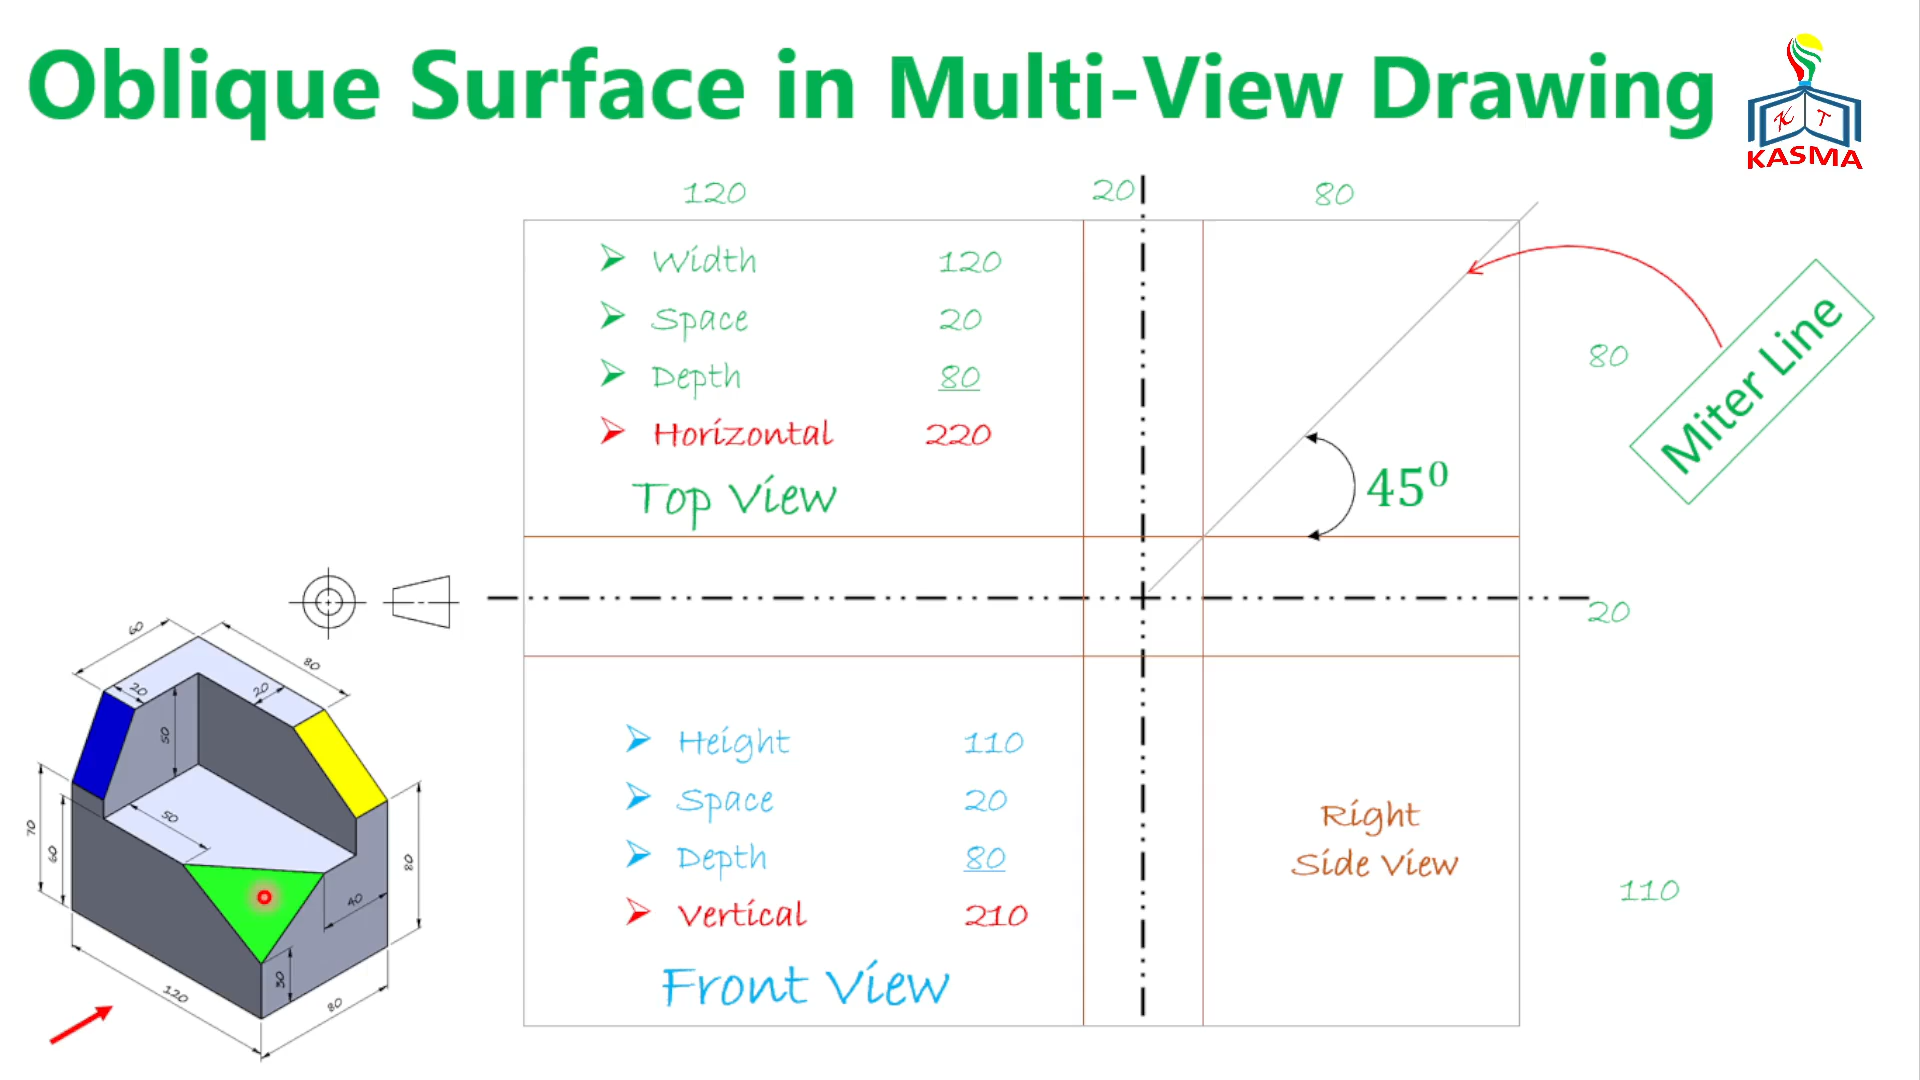 Oblique Surface in Multi-View Drawing
K T
KASMA
120
20
80
➢ Width 120
➢ Space 20
➢ Depth 80
➢ Horizontal 220
Top View
Miter Line
80
45⁰
20
➢ Height 110
➢ Space 20
➢ Depth 80
➢ Vertical 210
Front View
Right
Side View
110
60
80
20
20
50
50
70
60
80
40
30
120
80